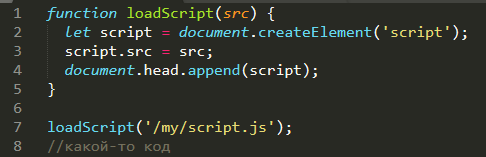 1 function loadScript(src) {
2   let script = document.createElement('script');
3   script.src = src;
4   document.head.append(script);
5 }
6
7 loadScript('/my/script.js');
8 //какой-то код